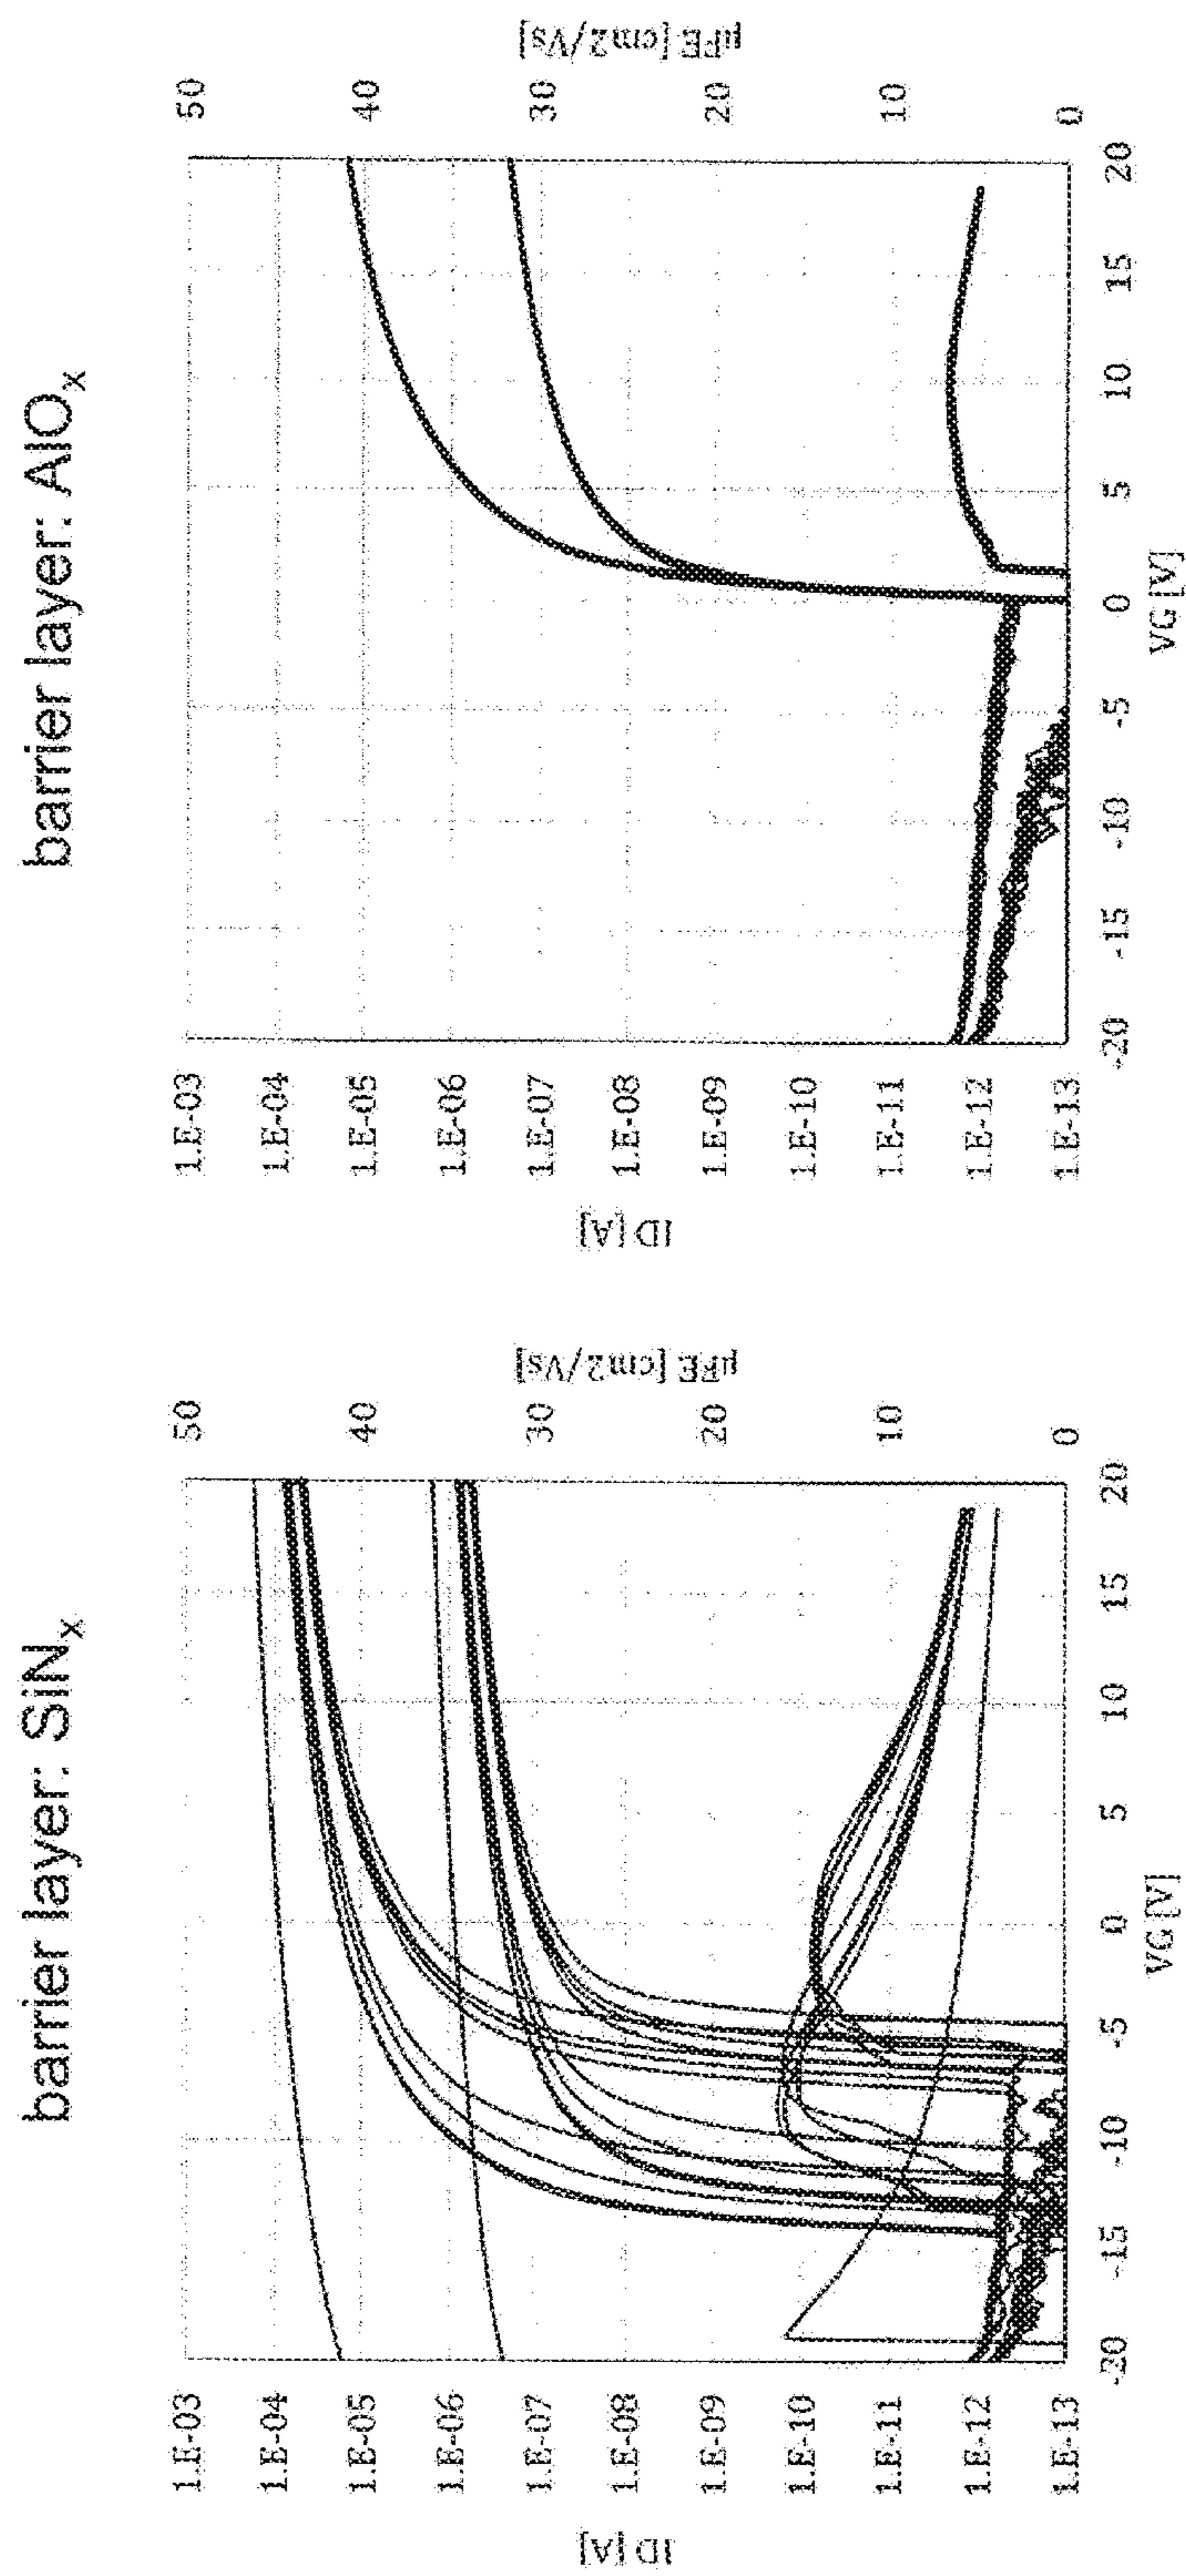 barrier layer: SiNx
ID [A]
1.E-03
1.E-04
1.E-05
1.E-06
1.E-07
1.E-08
1.E-09
1.E-10
1.E-11
1.E-12
1.E-13
50
40
30
20
10
0
µFE [cm2/Vs]
-20 -15 -10 -5 0 5 10 15 20
VG [V]
barrier layer: AlOx
ID [A]
1.E-03
1.E-04
1.E-05
1.E-06
1.E-07
1.E-08
1.E-09
1.E-10
1.E-11
1.E-12
1.E-13
50
40
30
20
10
0
µFE [cm2/Vs]
-20 -15 -10 -5 0 5 10 15 20
VG [V]